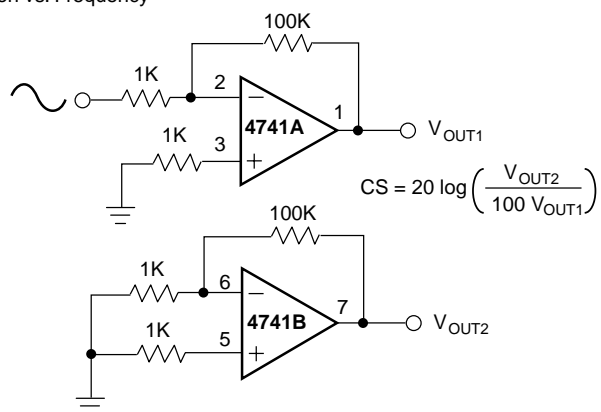 on vs. Frequency
100K
1K
2
−
4741A
1
VOUT1
1K
3
+
CS = 20 log(VOUT2 / 100 VOUT1)
100K
1K
6
−
4741B
7
VOUT2
1K
5
+